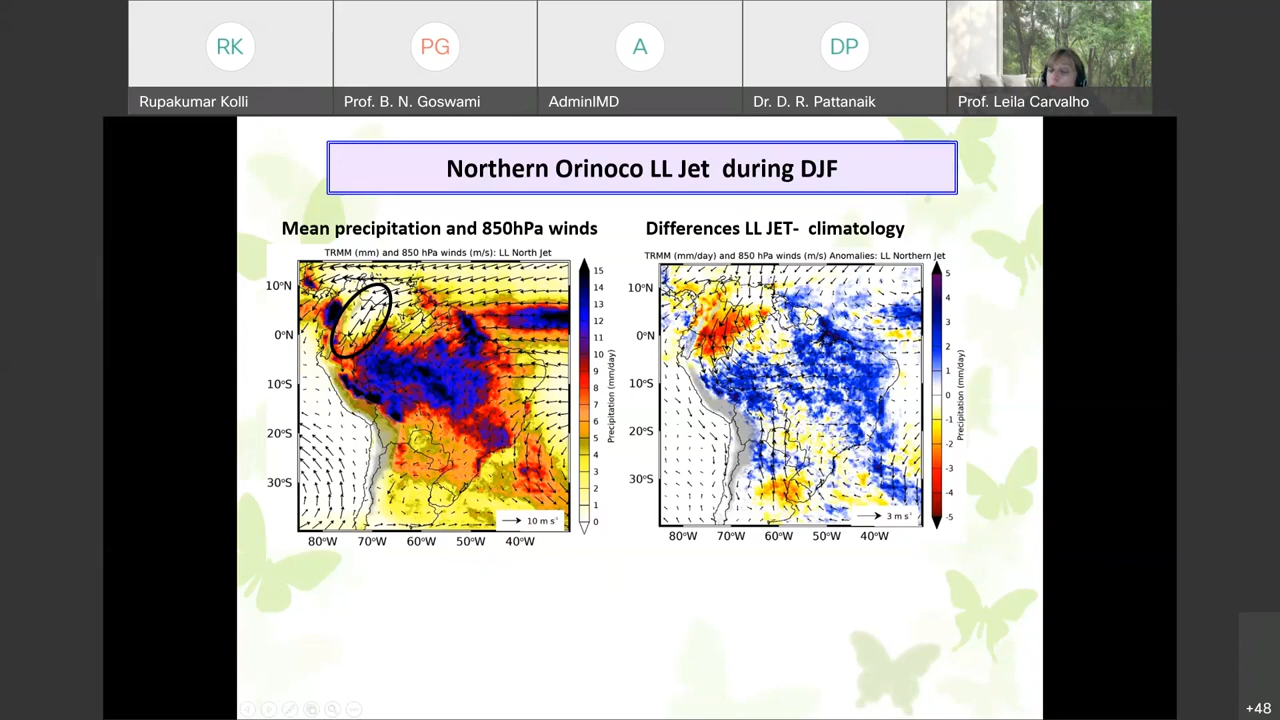 RK
PG
A
DP
Rupakumar Kolli
Prof. B. N. Goswami
AdminIMD
Dr. D. R. Pattanaik
Prof. Leila Carvalho
Northern Orinoco LL Jet during DJF
Mean precipitation and 850hPa winds
Differences LL JET- climatology
TRMM (mm) and 850 hPa winds (m/s): LL North Jet
10°N
0°N
10°S
20°S
30°S
80°W 70°W 60°W 50°W 40°W
10 m s⁻¹
15
14
13
12
11
10
9
8
7
6
5
4
3
2
1
0
Precipitation (mm/day)
TRMM (mm/day) and 850 hPa winds (m/s) Anomalies: LL Northern Jet
10°N
0°N
10°S
20°S
30°S
80°W 70°W 60°W 50°W 40°W
3 m s⁻¹
5
4
3
2
1
0
-1
-2
-3
-4
-5
Precipitation (mm/day)
+48